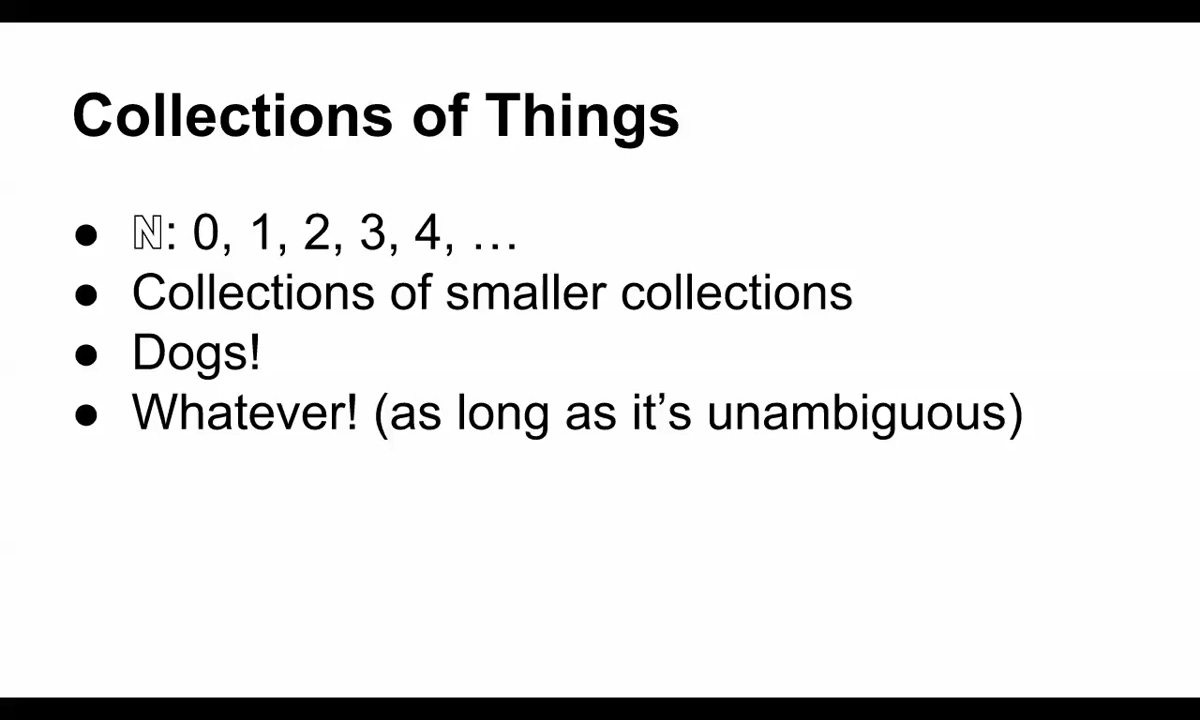 Collections of Things
● ℕ: 0, 1, 2, 3, 4, …
● Collections of smaller collections
● Dogs!
● Whatever! (as long as it’s unambiguous)